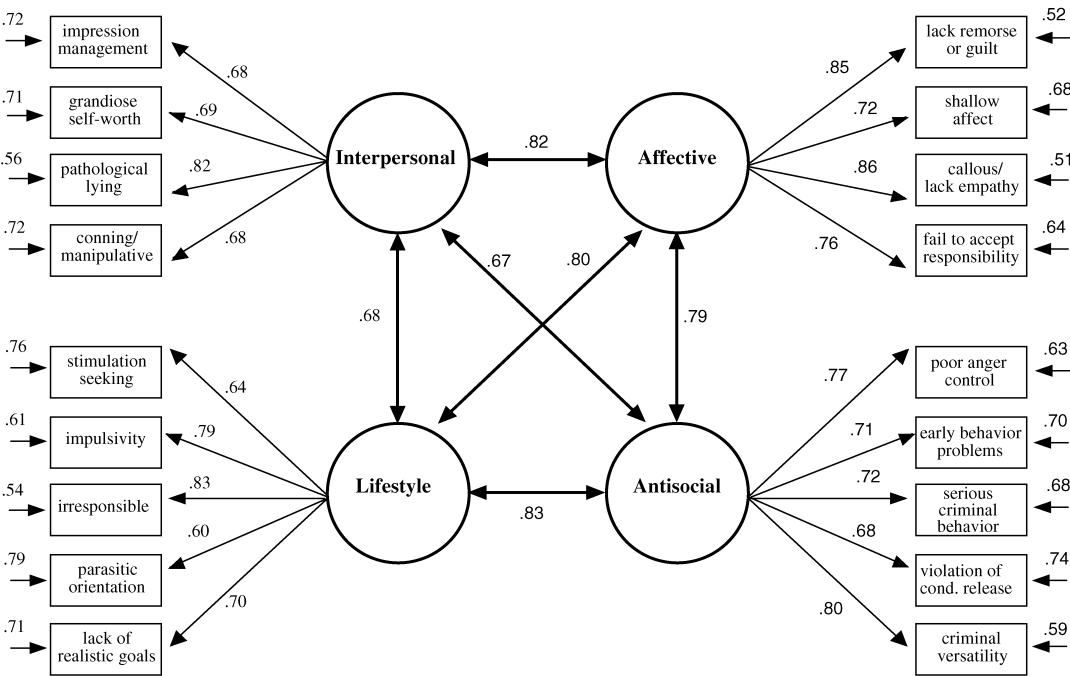 .72
impression
management
.68
.71
grandiose
self-worth
.69
.56
pathological
lying
.82
.72
conning/
manipulative
.68
Interpersonal
.82
Affective
.85
lack remorse
or guilt
.52
.72
shallow
affect
.68
.86
callous/
lack empathy
.51
.76
fail to accept
responsibility
.64
.68
.67
.80
.79
.76
stimulation
seeking
.64
.61
impulsivity
.79
.54
irresponsible
.83
.79
parasitic
orientation
.60
.71
lack of
realistic goals
.70
Lifestyle
.83
Antisocial
.77
poor anger
control
.63
.71
early behavior
problems
.70
.72
serious
criminal
behavior
.68
.68
violation of
cond. release
.74
.80
criminal
versatility
.59